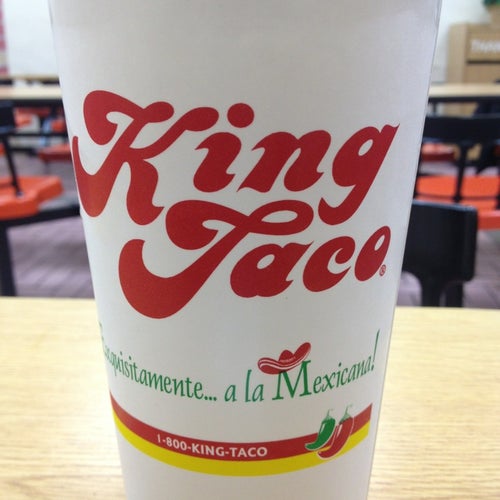 King
Taco®
Exquisitamente... a la Mexicana!
1-800-KING-TACO